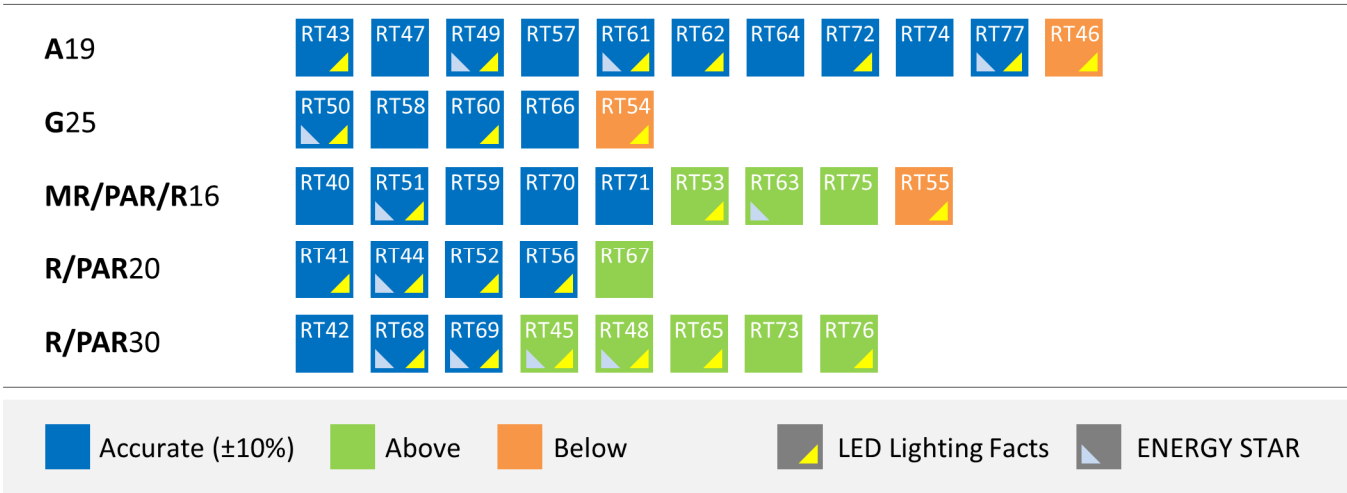 A19 RT43 RT47 RT49 RT57 RT61 RT62 RT64 RT72 RT74 RT77 RT46
G25 RT50 RT58 RT60 RT66 RT54
MR/PAR/R16 RT40 RT51 RT59 RT70 RT71 RT53 RT63 RT75 RT55
R/PAR20 RT41 RT44 RT52 RT56 RT67
R/PAR30 RT42 RT68 RT69 RT45 RT48 RT65 RT73 RT76
Accurate (±10%) Above Below LED Lighting Facts ENERGY STAR